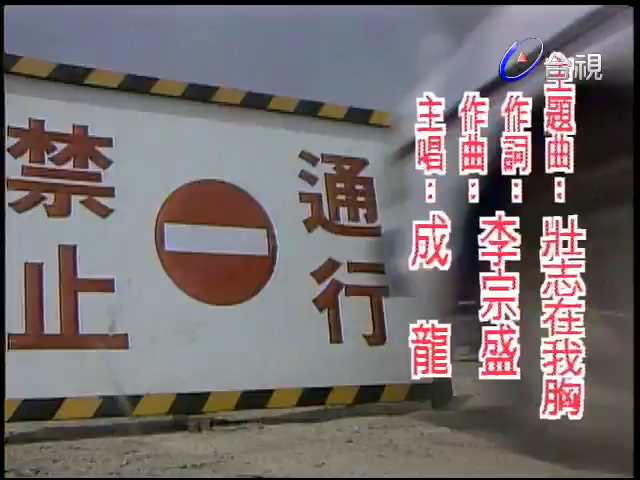 台視
主題曲：壯志在我胸
作詞：李宗盛
作曲：
主唱：成龍
禁止
通行